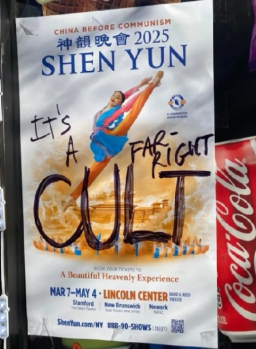 CHINA BEFORE COMMUNISM
神韻晚會 2025
SHEN YUN
It's
A
FAR-
RIGHT
CULT
A Beautiful Heavenly Experience
MAR 7–MAY 4 • LINCOLN CENTER
Stamford
New Brunswick
Newark
ShenYun.com/NY 888-90-SHOWS
Coca-Cola